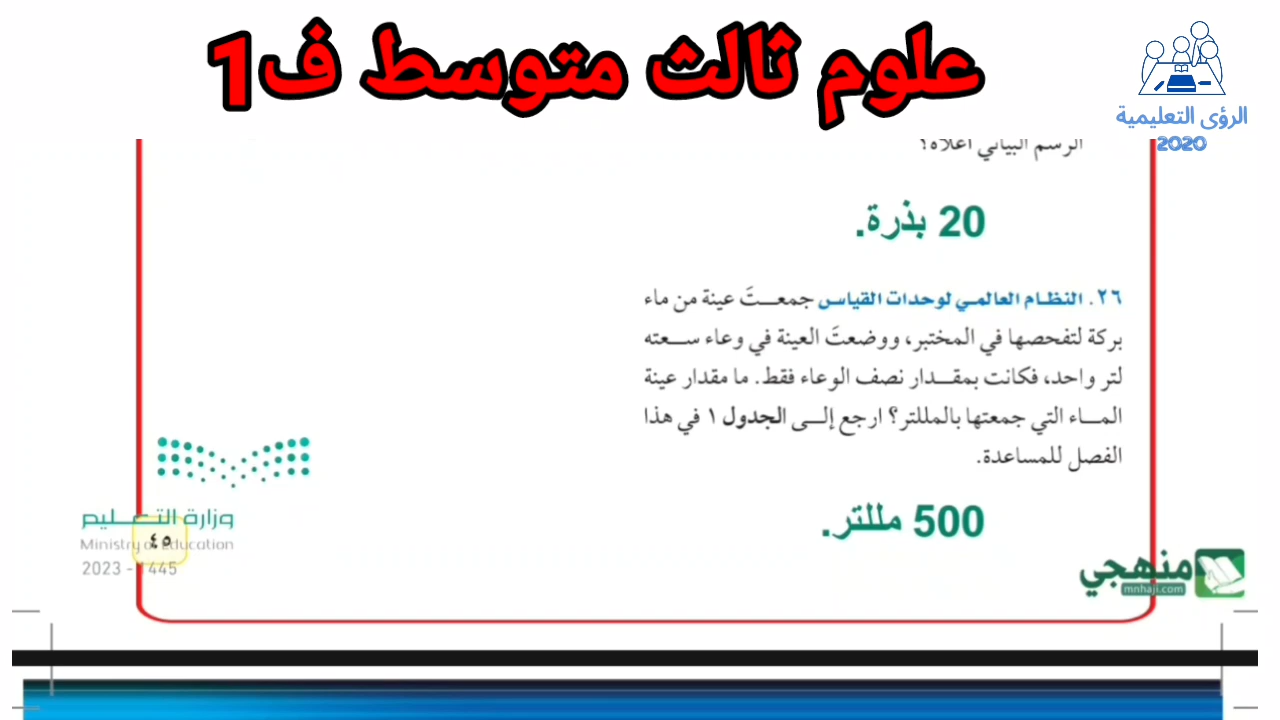 علوم ثالث متوسط ف1
الرؤى التعليمية
2020
الرسم البياني أعلاه؟
20 بذرة.
٢٦. النظام العالمي لوحدات القياس جمعتَ عينة من ماء
بركة لتفحصها في المختبر، ووضعتَ العينة في وعاء سعته
لتر واحد، فكانت بمقدار نصف الوعاء فقط. ما مقدار عينة
الماء التي جمعتها بالمللتر؟ ارجع إلى الجدول ١ في هذا
الفصل للمساعدة.
500 مللتر.
وزارة التعليم
Ministry of Education
2023 - 1445
٤٥
منهجي
mnhaji.com